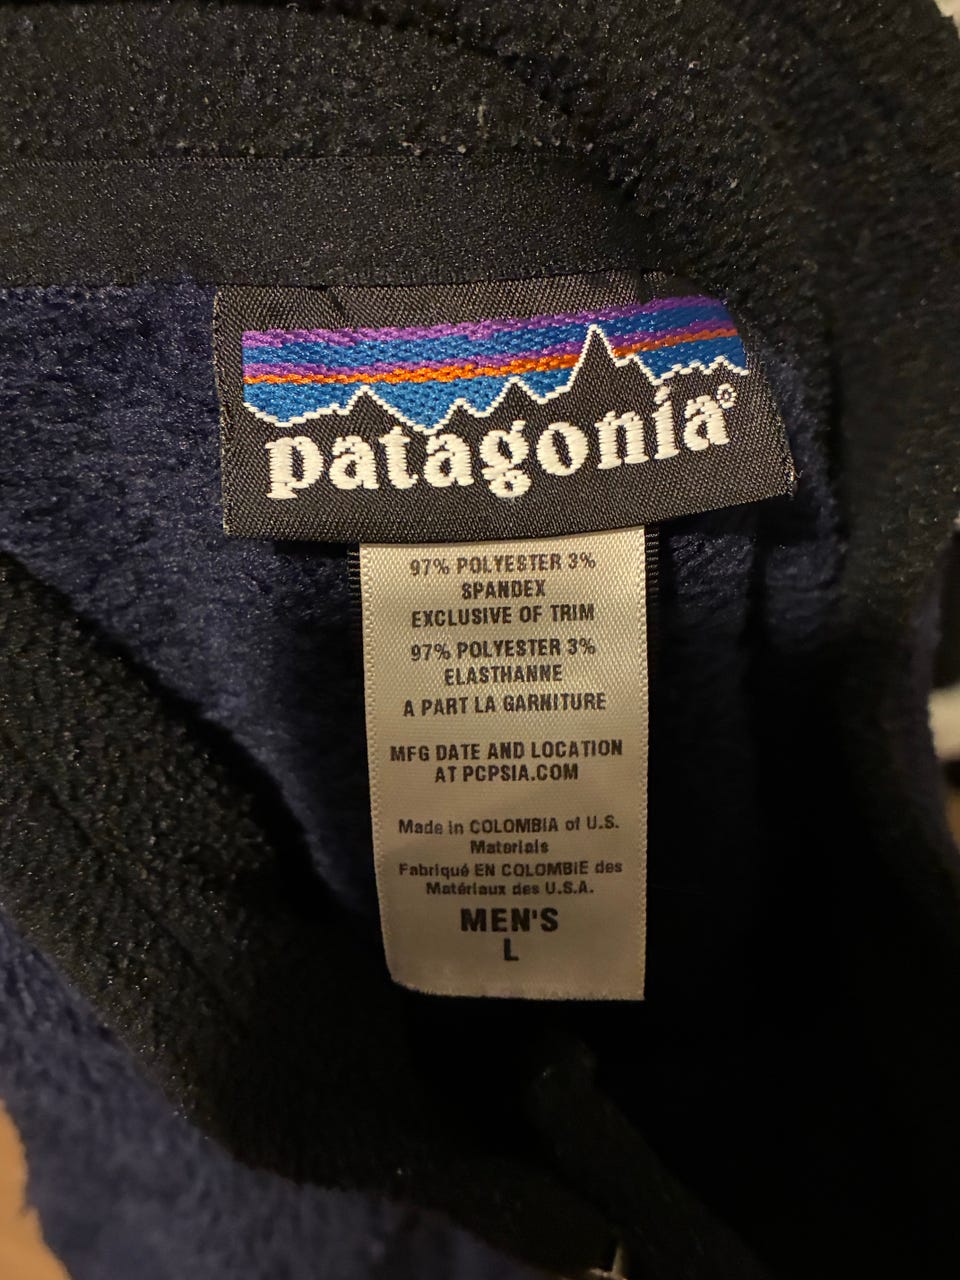 patagonia®
97% POLYESTER 3%
SPANDEX
EXCLUSIVE OF TRIM
97% POLYESTER 3%
ELASTHANNE
A PART LA GARNITURE
MFG DATE AND LOCATION
AT PCPSIA.COM
Made in COLOMBIA of U.S.
Materials
Fabriqué EN COLOMBiE des
Matériaux des U.S.A.
MEN'S
L